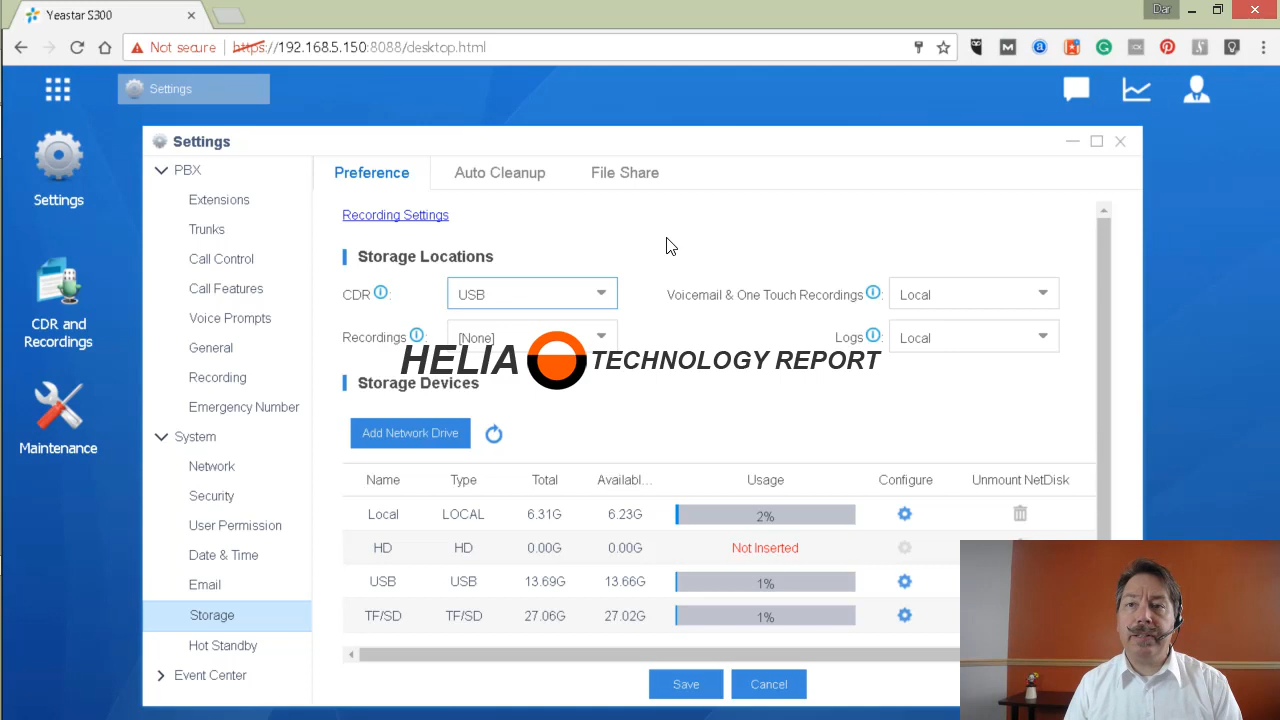 Yeastar S300
Dar
Not secure https://192.168.5.150:8088/desktop.html
Settings
Settings
CDR and
Recordings
Maintenance
Settings
PBX
Extensions
Trunks
Call Control
Call Features
Voice Prompts
General
Recording
Emergency Number
System
Network
Security
User Permission
Date & Time
Email
Storage
Hot Standby
Event Center
Preference Auto Cleanup File Share
Recording Settings
Storage Locations
CDR : USB Voicemail & One Touch Recordings : Local
Recordings : [None] Logs : Local
HELIA TECHNOLOGY REPORT
Storage Devices
Add Network Drive
Name Type Total Availabl... Usage Configure Unmount NetDisk
Local LOCAL 6.31G 6.23G 2%
HD HD 0.00G 0.00G Not Inserted
USB USB 13.69G 13.66G 1%
TF/SD TF/SD 27.06G 27.02G 1%
Save Cancel